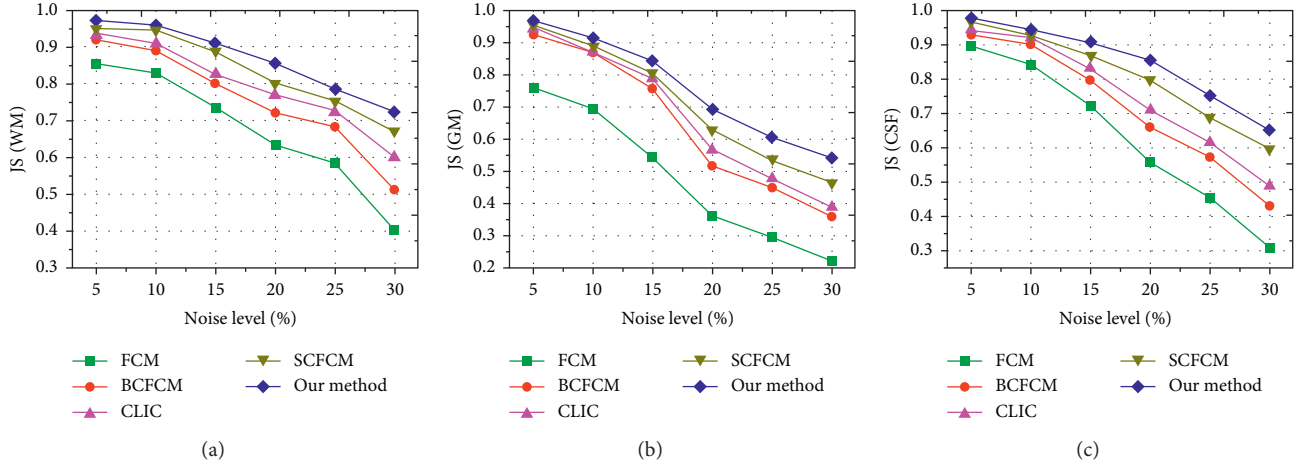 1.0
0.9
0.8
0.7
0.6
0.5
0.4
0.3
JS (WM)
5 10 15 20 25 30
Noise level (%)
FCM SCFCM
BCFCM Our method
CLIC
(a)
1.0
0.9
0.8
0.7
0.6
0.5
0.4
0.3
0.2
JS (GM)
5 10 15 20 25 30
Noise level (%)
FCM SCFCM
BCFCM Our method
CLIC
(b)
1.0
0.9
0.8
0.7
0.6
0.5
0.4
0.3
JS (CSF)
5 10 15 20 25 30
Noise level (%)
FCM SCFCM
BCFCM Our method
CLIC
(c)